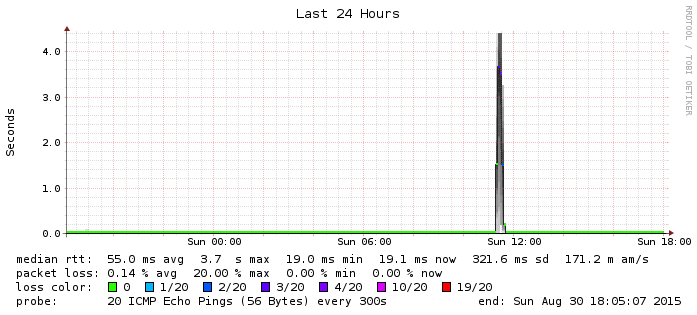 Last 24 Hours
RRDTOOL / TOBI OETIKER
Seconds
4.0
3.0
2.0
1.0
0.0
Sun 00:00 Sun 06:00 Sun 12:00 Sun 18:00
median rtt: 55.0 ms avg 3.7 s max 19.0 ms min 19.1 ms now 321.6 ms sd 171.2 m am/s
packet loss: 0.14 % avg 20.00 % max 0.00 % min 0.00 % now
loss color: 0 1/20 2/20 3/20 4/20 10/20 19/20
probe: 20 ICMP Echo Pings (56 Bytes) every 300s end: Sun Aug 30 18:05:07 2015